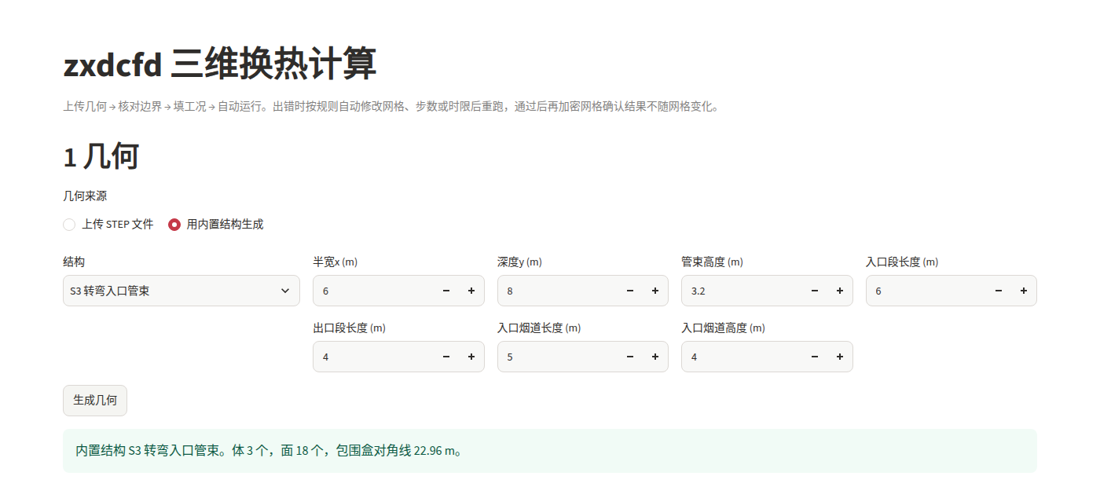 zxdcfd 三维换热计算
上传几何 → 核对边界 → 填工况 → 自动运行。出错时按规则自动修改网格、步数或时限后重跑，通过后再加密网格确认结果不随网格变化。
1 几何
几何来源
上传 STEP 文件 用内置结构生成
结构 半宽x (m) 深度y (m) 管束高度 (m) 入口段长度 (m)
S3 转弯入口管束 6 − + 8 − + 3.2 − + 6 − +
出口段长度 (m) 入口烟道长度 (m) 入口烟道高度 (m)
4 − + 5 − + 4 − +
生成几何
内置结构 S3 转弯入口管束。体 3 个，面 18 个，包围盒对角线 22.96 m。